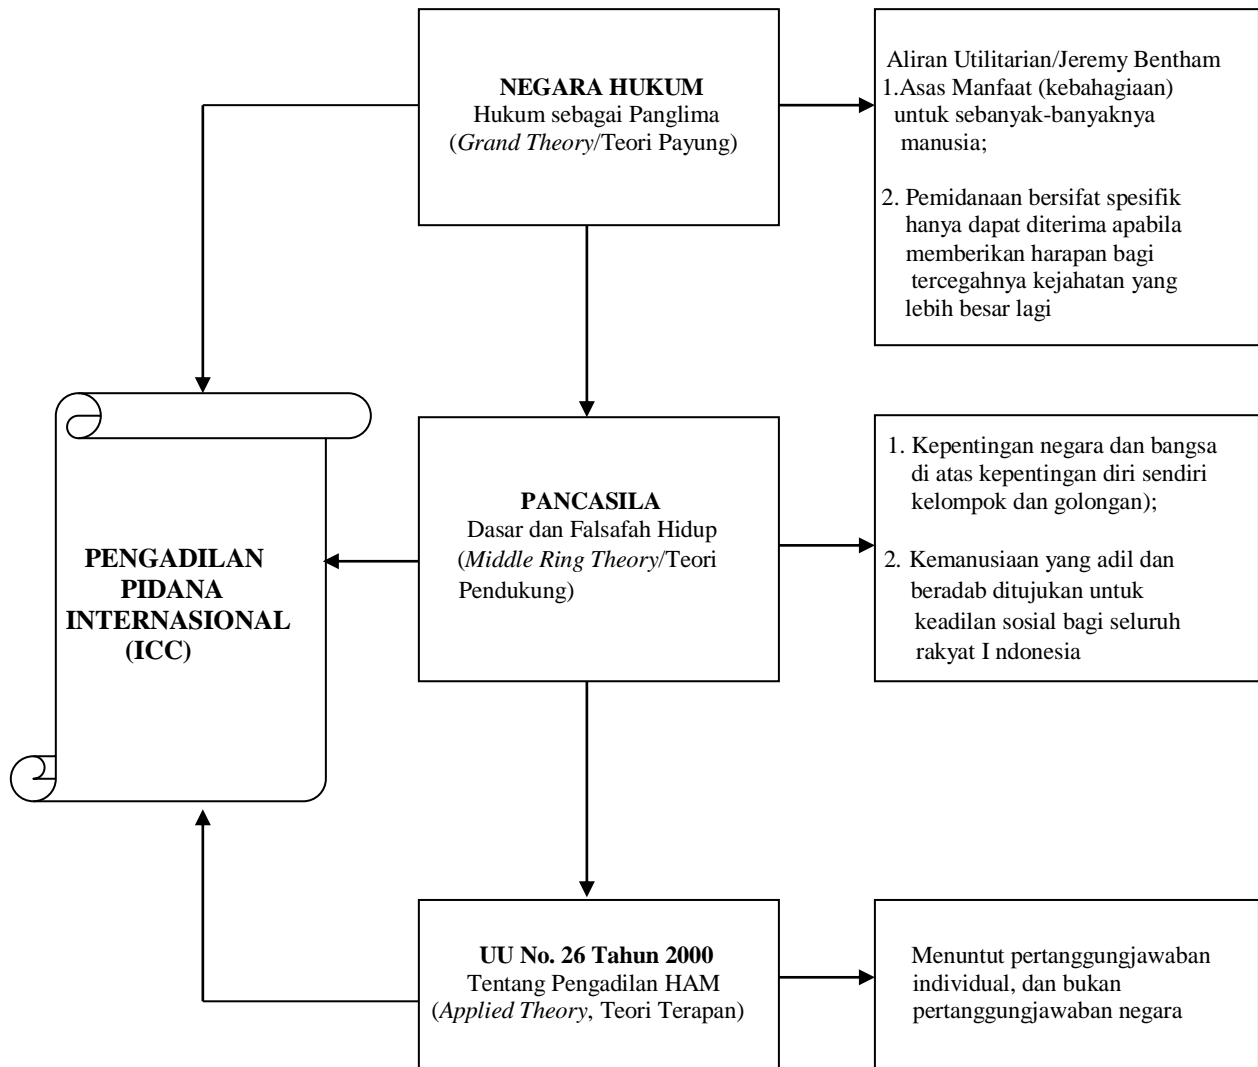 NEGARA HUKUM
Hukum sebagai Panglima
(Grand Theory/Teori Payung)
Aliran Utilitarian/Jeremy Bentham
1.Asas Manfaat (kebahagiaan)
untuk sebanyak-banyaknya
manusia;
2. Pemidanaan bersifat spesifik
hanya dapat diterima apabila
memberikan harapan bagi
tercegahnya kejahatan yang
lebih besar lagi
PENGADILAN
PIDANA
INTERNASIONAL
(ICC)
PANCASILA
Dasar dan Falsafah Hidup
(Middle Ring Theory/Teori
Pendukung)
1. Kepentingan negara dan bangsa
di atas kepentingan diri sendiri
kelompok dan golongan);
2. Kemanusiaan yang adil dan
beradab ditujukan untuk
keadilan sosial bagi seluruh
rakyat I ndonesia
UU No. 26 Tahun 2000
Tentang Pengadilan HAM
(Applied Theory, Teori Terapan)
Menuntut pertanggungjawaban
individual, dan bukan
pertanggungjawaban negara